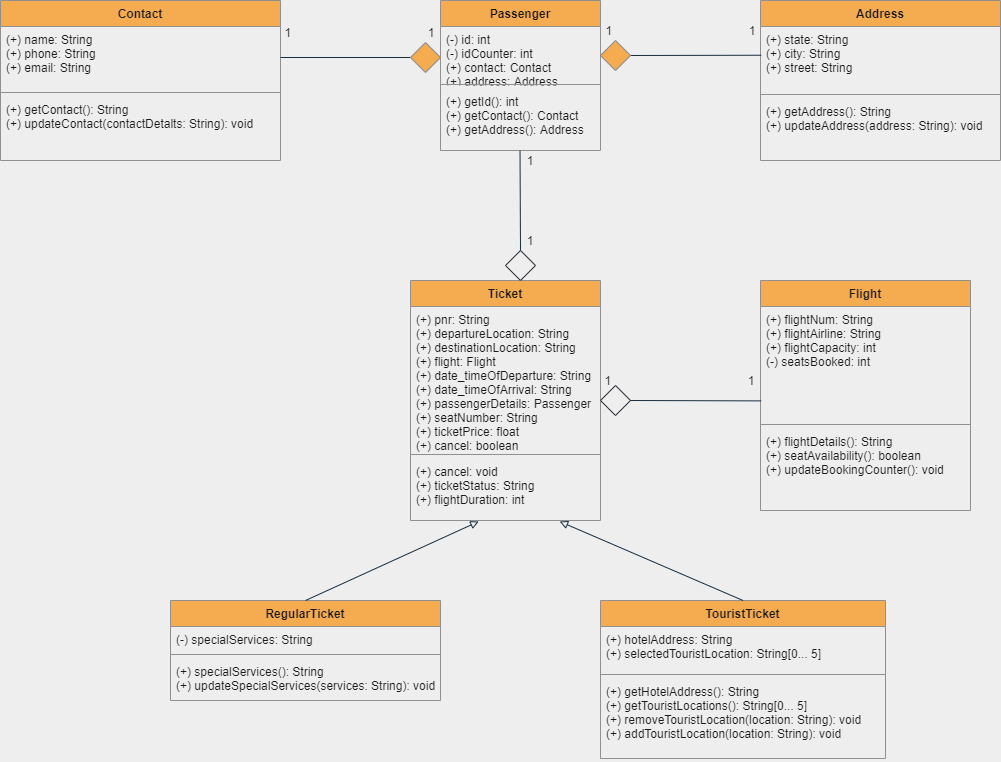 Contact
(+) name: String
(+) phone: String
(+) email: String
(+) getContact(): String
(+) updateContact(contactDetalts: String): void
1
1
Passenger
(-) id: int
(-) idCounter: int
(+) contact: Contact
(+) address: Address
(+) getId(): int
(+) getContact(): Contact
(+) getAddress(): Address
1
1
Address
(+) state: String
(+) city: String
(+) street: String
(+) getAddress(): String
(+) updateAddress(address: String): void
1
1
Ticket
(+) pnr: String
(+) departureLocation: String
(+) destinationLocation: String
(+) flight: Flight
(+) date_timeOfDeparture: String
(+) date_timeOfArrival: String
(+) passengerDetails: Passenger
(+) seatNumber: String
(+) ticketPrice: float
(+) cancel: boolean
(+) cancel: void
(+) ticketStatus: String
(+) flightDuration: int
1
1
Flight
(+) flightNum: String
(+) flightAirline: String
(+) flightCapacity: int
(-) seatsBooked: int
(+) flightDetails(): String
(+) seatAvailability(): boolean
(+) updateBookingCounter(): void
RegularTicket
(-) specialServices: String
(+) specialServices(): String
(+) updateSpecialServices(services: String): void
TouristTicket
(+) hotelAddress: String
(+) selectedTouristLocation: String[0... 5]
(+) getHotelAddress(): String
(+) getTouristLocations(): String[0... 5]
(+) removeTouristLocation(location: String): void
(+) addTouristLocation(location: String): void